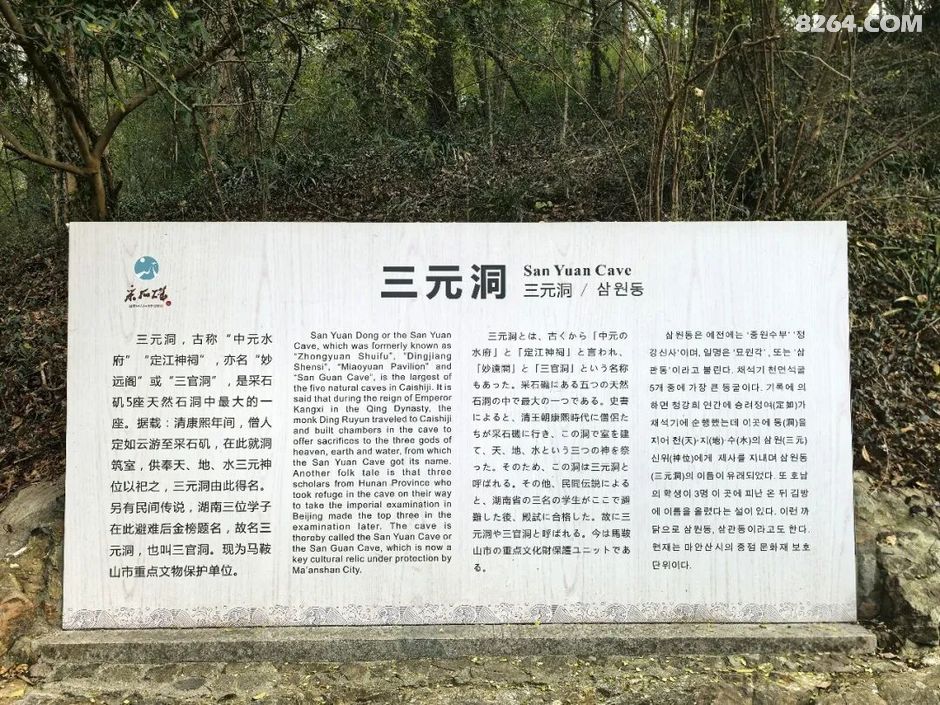 8264.COM
采石矶
三元洞
San Yuan Cave
三元洞 / 삼원동
三元洞，古称“中元水
府”“定江神祠”，亦名“妙
远阁”或“三官洞”，是采石
矶5座天然石洞中最大的一
座。据载：清康熙年间，僧人
定如云游至采石矶，在此就洞
筑室，供奉天、地、水三元神
位以祀之，三元洞由此得名。
另有民间传说，湖南三位学子
在此避难后金榜题名，故名三
元洞，也叫三官洞。现为马鞍
山市重点文物保护单位。
San Yuan Dong or the San Yuan
Cave, which was formerly known as
"Zhongyuan Shuifu", "Dingjiang
Shensi", "Miaoyuan Pavilion" and
"San Guan Cave", is the largest of
the five natural caves in Caishiji. It is
said that during the reign of Emperor
Kangxi in the Qing Dynasty, the
monk Ding Ruyun traveled to Caishiji
and built chambers in the cave to
offer sacrifices to the three gods of
heaven, earth and water, from which
the San Yuan Cave got its name.
Another folk tale is that three
scholars from Hunan Province who
took refuge in the cave on their way
to take the imperial examination in
Beijing made the top three in the
examination later. The cave is
thoroby called the San Yuan Cave or
the San Guan Cave, which is now a
key cultural relic under protection by
Ma'anshan City.
三元洞とは、古くから「中元の
水府」と「定江神祠」と言われ、
「妙遠閣」と「三官洞」という名称
もあった。采石磯にある五つの天然
石洞の中で最大の一つである。史書
によると、清王朝康熙時代に僧侶た
ちが采石磯に行き、この洞で室を建
て、天、地、水という三つの神を祭
った。そのため、この洞は三元洞と
呼ばれる。その他、民間伝説による
と、湖南省の三名の学生がここで避
難した後、殿試に合格した。故に三
元洞や三官洞と呼ばれる。今は馬鞍
山市の重点文化財保護ユニットであ
る。
삼원동은 예전에는 '중원수부' '정
강신사'이며, 일명은 '묘원각', 또는 '삼
관동'이라고 불린다. 채석기 천연석굴
5개 중에 가장 큰 동굴이다. 기록에 의
하면 청강희 연간에 승려정여(定如)가
채석기에 순행했는데 이곳에 동(洞)을
지어 천(天)·지(地)·수(水)의 삼원(三元)
신위(神位)에게 제사를 지내며 삼원동
(三元洞)의 이름이 유래되었다. 또 호남
의 학생이 3명 이 곳에 피난 온 뒤 김방
에 이름을 올렸다는 설이 있다. 이런 까
닭으로 삼원동, 삼관동이라고도 한다.
현재는 마안산시의 중점 문화재 보호
단위이다.